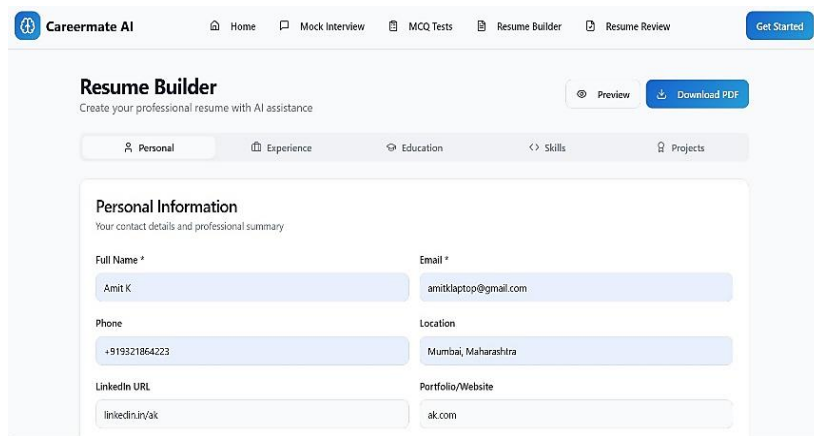 Careermate AI Home Mock Interview MCQ Tests Resume Builder Resume Review Get Started
Resume Builder
Create your professional resume with AI assistance
Preview Download PDF
Personal Experience Education Skills Projects
Personal Information
Your contact details and professional summary
Full Name * Email *
Amit K amitklaptop@gmail.com
Phone Location
+919321864223 Mumbai, Maharashtra
LinkedIn URL Portfolio/Website
linkedin.in/ak ak.com